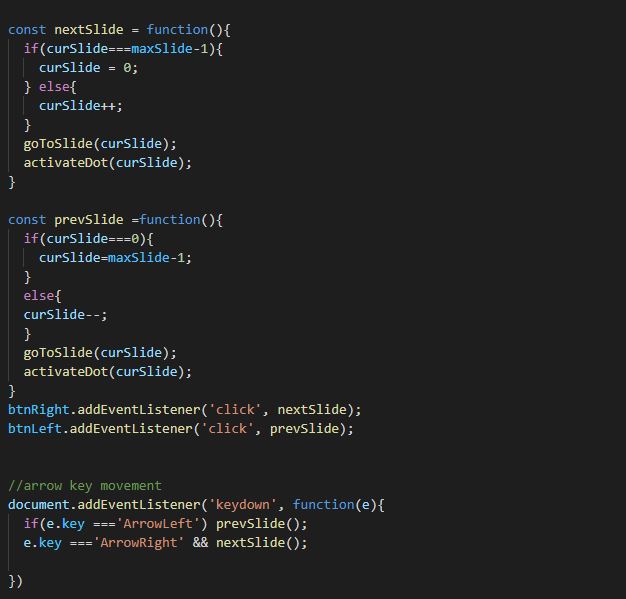 const nextSlide = function(){
  if(curSlide===maxSlide-1){
    curSlide = 0;
  } else{
    curSlide++;
  }
  goToSlide(curSlide);
  activateDot(curSlide);
}
const prevSlide =function(){
  if(curSlide===0){
    curSlide=maxSlide-1;
  }
  else{
  curSlide--;
  }
  goToSlide(curSlide);
  activateDot(curSlide);
}
btnRight.addEventListener('click', nextSlide);
btnLeft.addEventListener('click', prevSlide);
//arrow key movement
document.addEventListener('keydown', function(e){
  if(e.key ==='ArrowLeft') prevSlide();
  e.key ==='ArrowRight' && nextSlide();
})